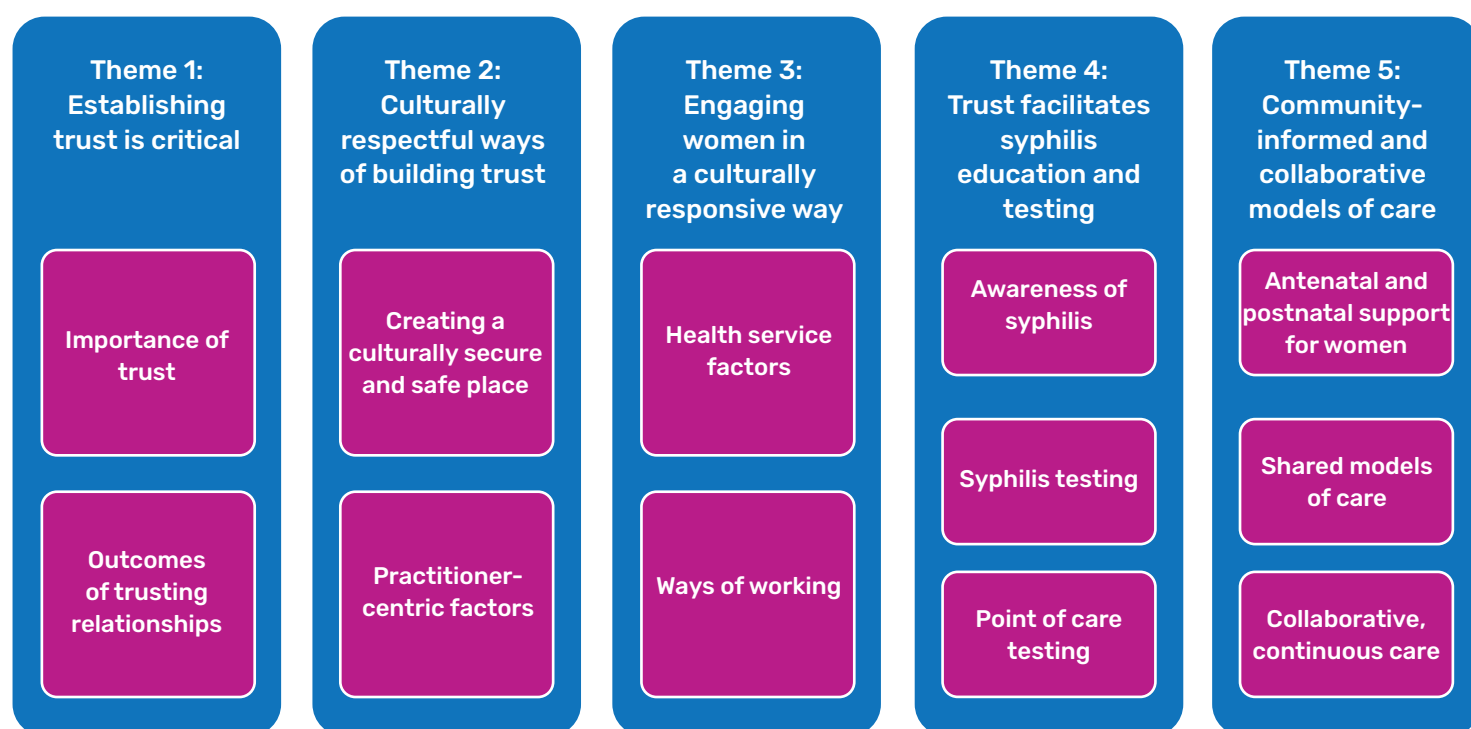 Theme 1:
Establishing
trust is critical
Importance of
trust
Outcomes
of trusting
relationships
Theme 2:
Culturally
respectful ways
of building trust
Creating a
culturally secure
and safe place
Practitioner-
centric factors
Theme 3:
Engaging
women in
a culturally
responsive way
Health service
factors
Ways of working
Theme 4:
Trust facilitates
syphilis
education and
testing
Awareness of
syphilis
Syphilis testing
Point of care
testing
Theme 5:
Community-
informed and
collaborative
models of care
Antenatal and
postnatal support
for women
Shared models
of care
Collaborative,
continuous care